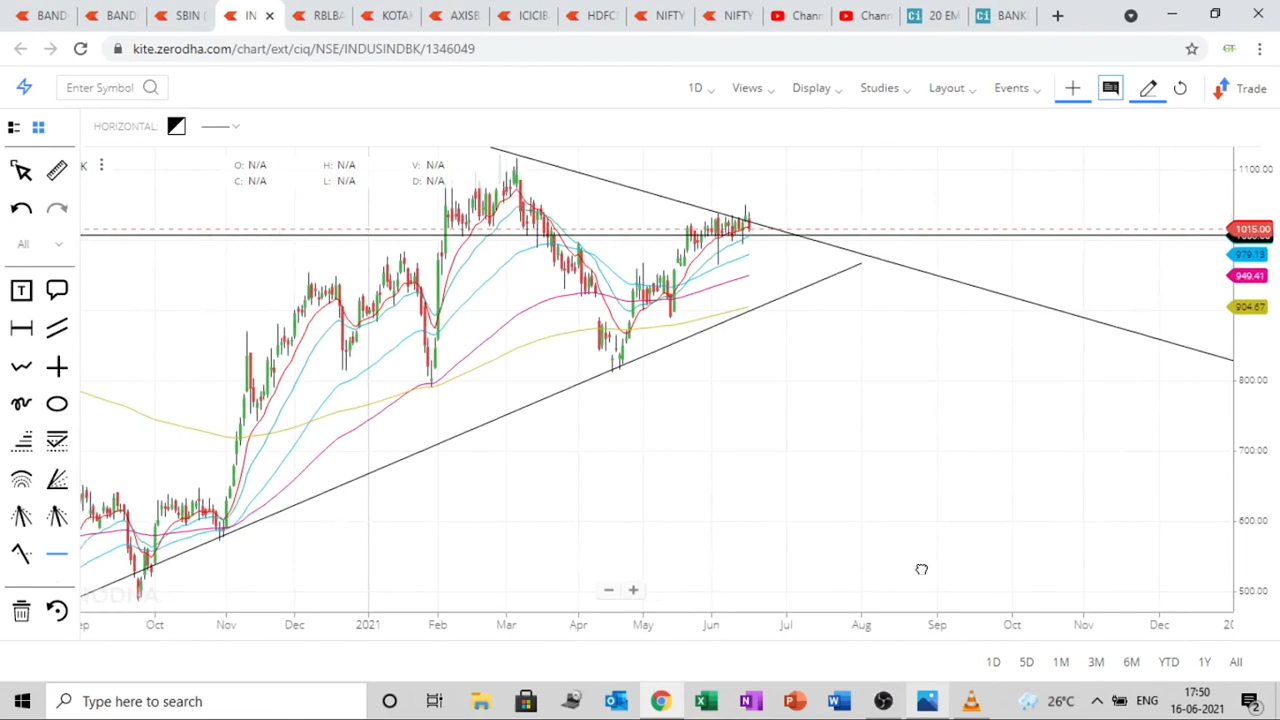 BAND
BAND
SBIN (
IN
RBLBA
KOTA
AXISB
ICICIB
HDFC
NIFTY
NIFTY
Chann
Chann
20 EM
BANK
kite.zerodha.com/chart/ext/ciq/NSE/INDUSINDBK/1346049
Enter Symbol
1D
Views
Display
Studies
Layout
Events
Trade
HORIZONTAL:
K
O: N/A
H: N/A
V: N/A
C: N/A
L: N/A
D: N/A
All
T
1100.00
1015.00
979.13
949.41
904.67
800.00
700.00
600.00
500.00
Oct
Nov
Dec
2021
Feb
Mar
Apr
May
Jun
Jul
Aug
Sep
Oct
Nov
Dec
1D
5D
1M
3M
6M
YTD
1Y
All
Type here to search
26°C
ENG
17:50
16-06-2021
2